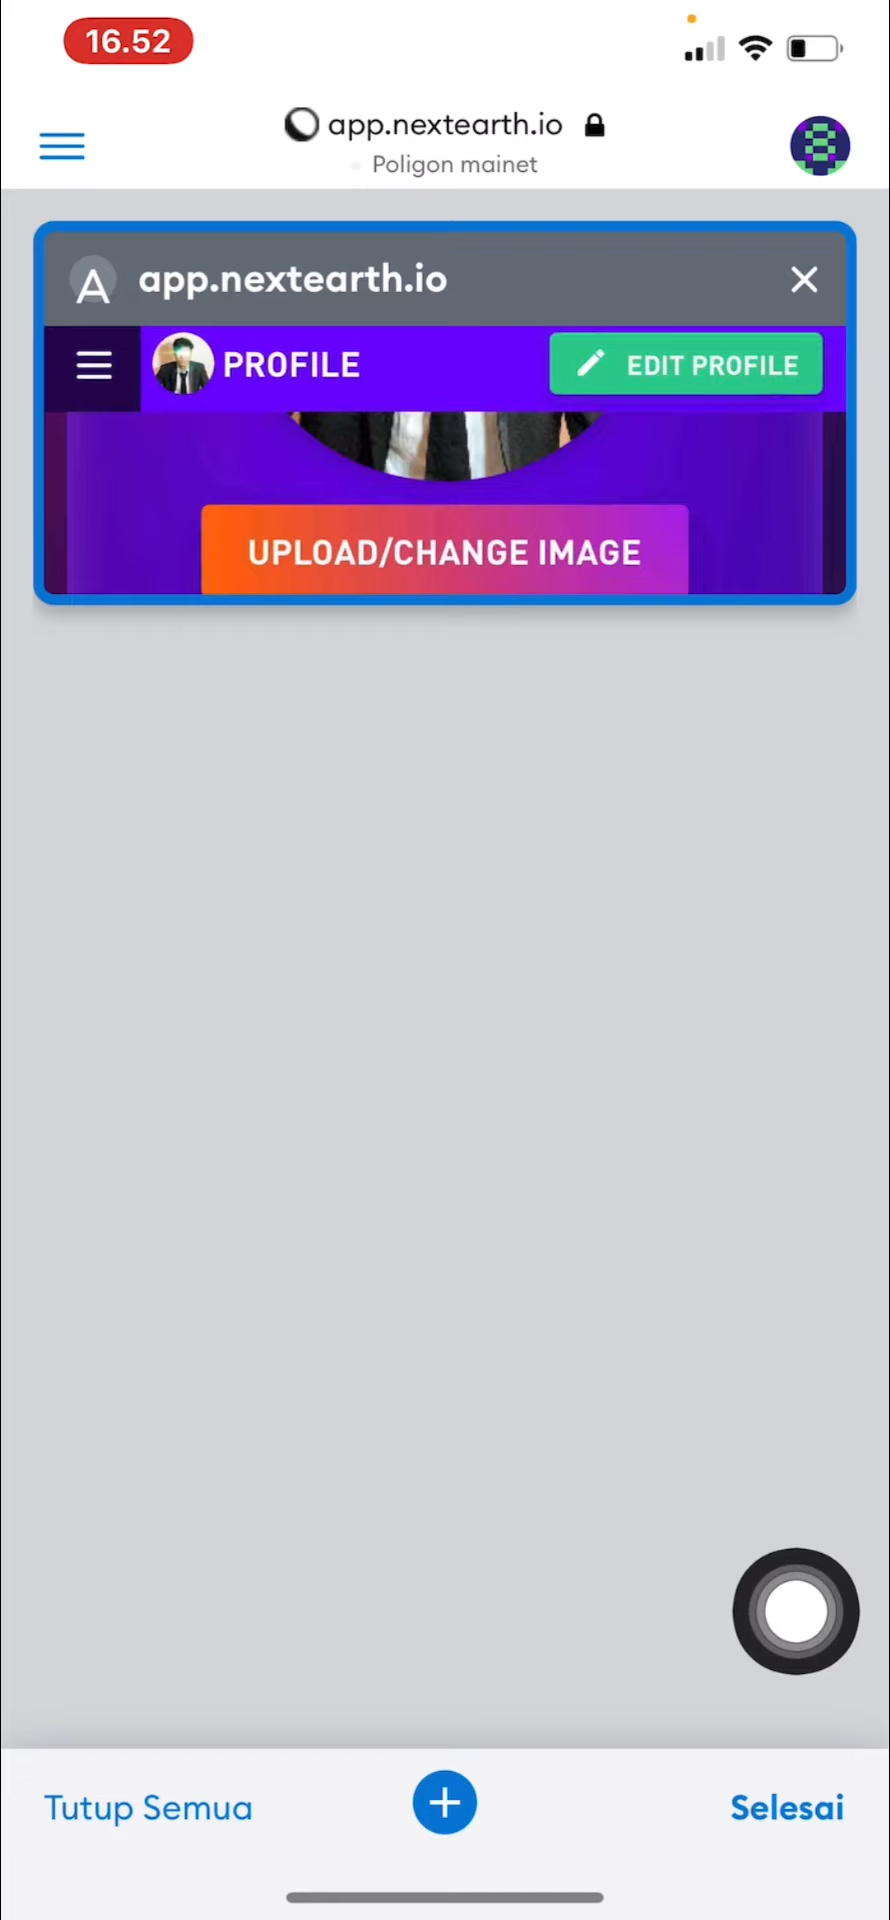 16.52
app.nextearth.io
Poligon mainet
A app.nextearth.io
PROFILE
EDIT PROFILE
UPLOAD/CHANGE IMAGE
Tutup Semua
Selesai